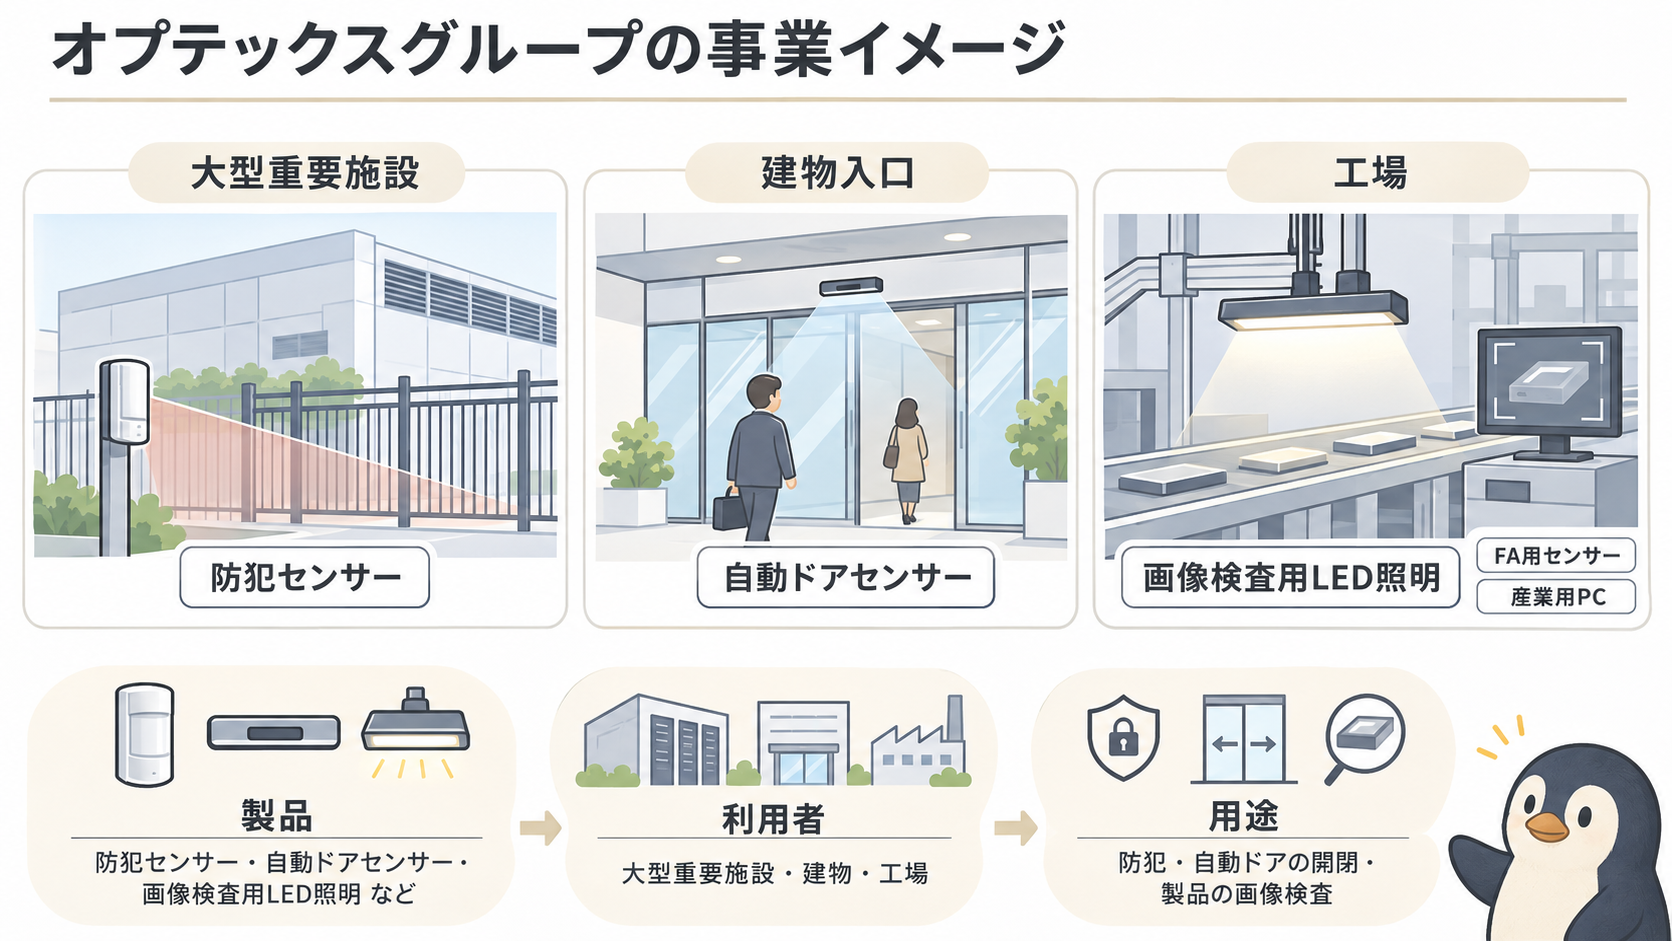 オプテックスグループの事業イメージ
大型重要施設
防犯センサー
建物入口
自動ドアセンサー
工場
画像検査用LED照明
FA用センサー
産業用PC
製品
防犯センサー・自動ドアセンサー・
画像検査用LED照明 など
利用者
大型重要施設・建物・工場
用途
防犯・自動ドアの開閉・
製品の画像検査